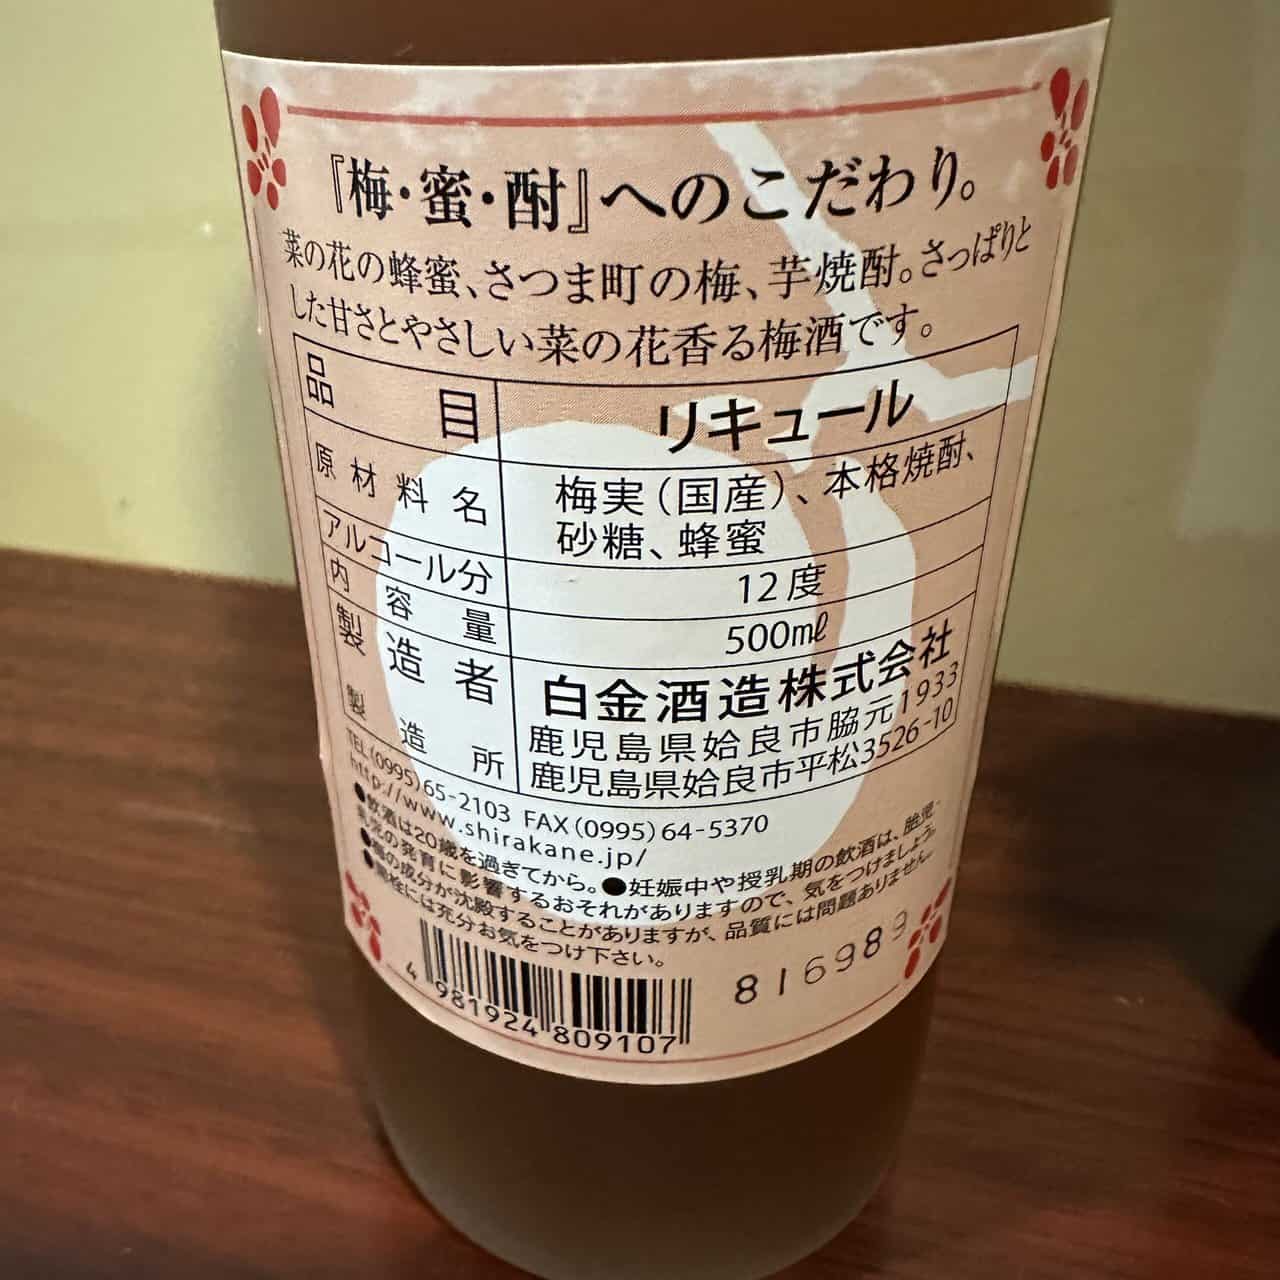 『梅・蜜・酎』へのこだわり。
菜の花の蜂蜜、さつま町の梅、芋焼酎。さっぱりと
した甘さとやさしい菜の花香る梅酒です。
品目 リキュール
原材料名 梅実(国産)、本格焼酎、
砂糖、蜂蜜
アルコール分 12度
内容量 500㎖
製造者 白金酒造株式会社
鹿児島県姶良市脇元1933
製造所 鹿児島県姶良市平松3526-10
TEL(0995)65-2103 FAX(0995)64-5370
http://www.shirakane.jp/
●飲酒は20歳を過ぎてから。●妊娠中や授乳期の飲酒は、胎児・
乳児の発育に影響するおそれがありますので、気をつけましょう。
●梅の成分が沈殿することがありますが、品質には問題ありません。
●開栓には充分お気をつけ下さい。
4 981924 809107
816989